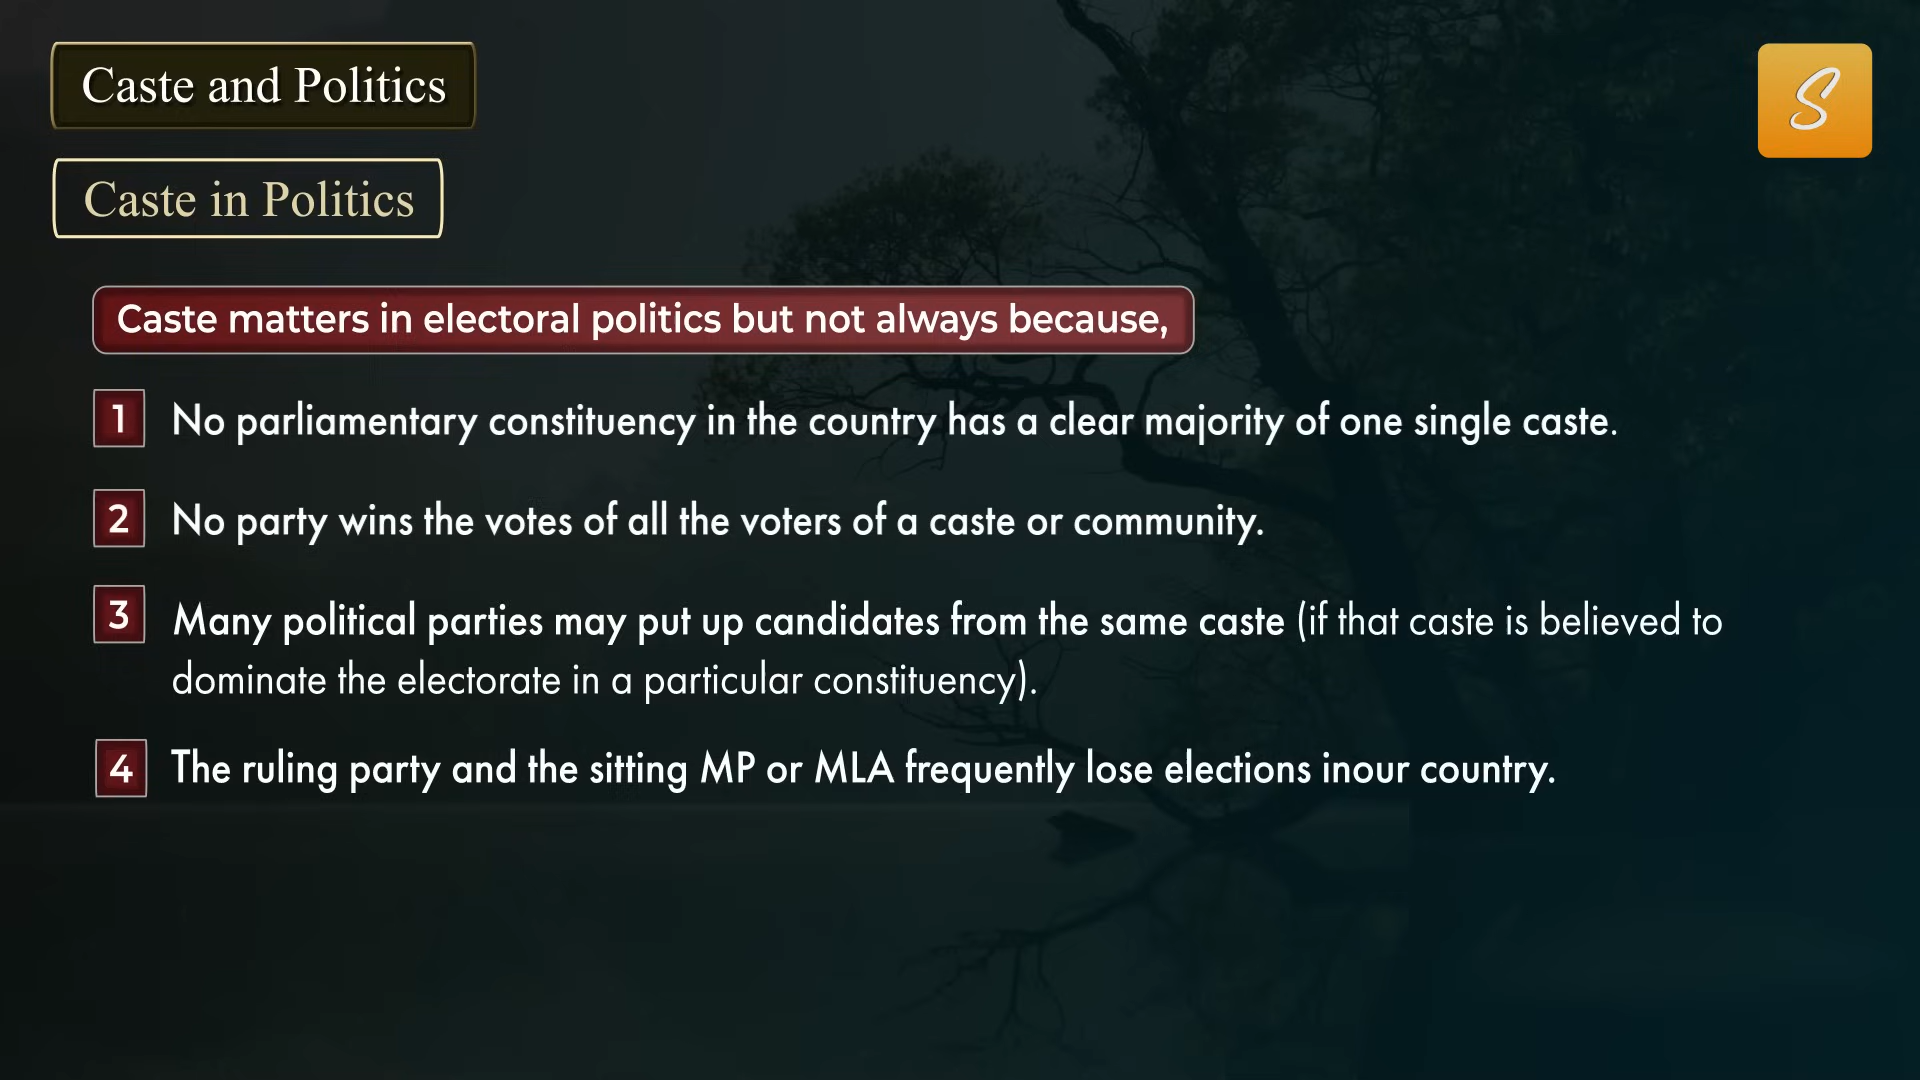 Caste and Politics
S
Caste in Politics
Caste matters in electoral politics but not always because,
1 No parliamentary constituency in the country has a clear majority of one single caste.
2 No party wins the votes of all the voters of a caste or community.
3 Many political parties may put up candidates from the same caste (if that caste is believed to
dominate the electorate in a particular constituency).
4 The ruling party and the sitting MP or MLA frequently lose elections inour country.